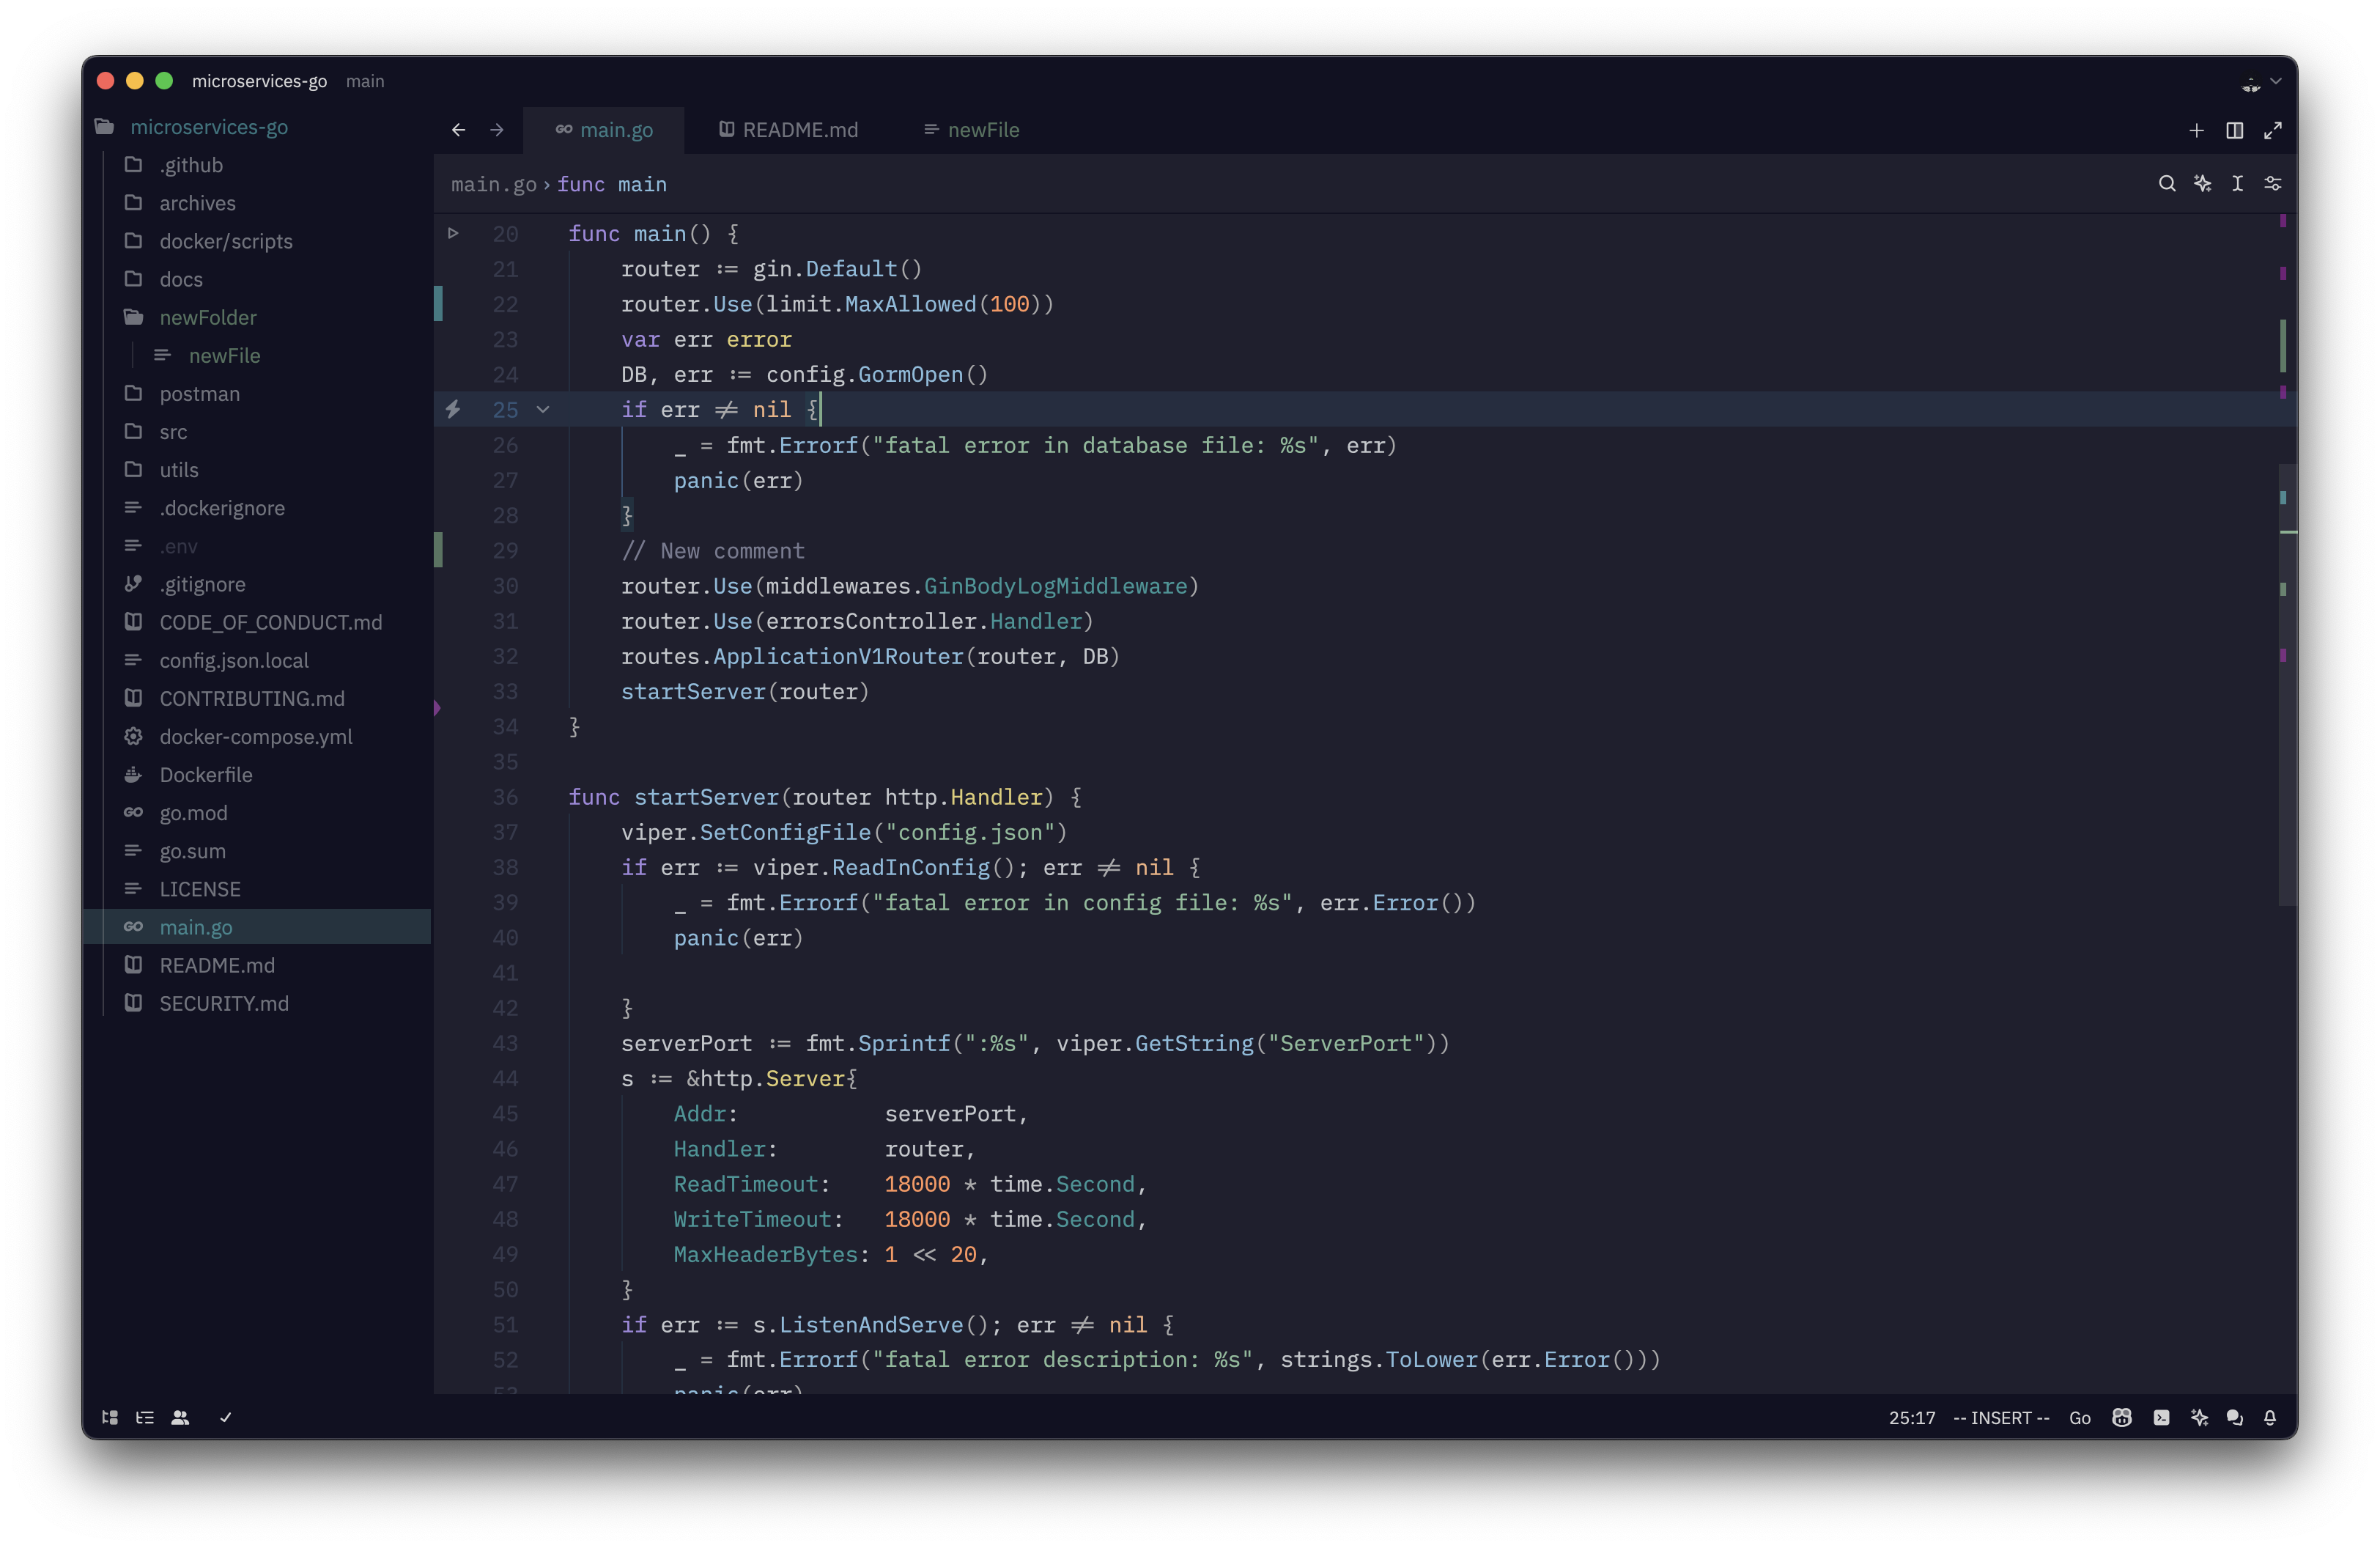 microservices-go main
microservices-go
.github
archives
docker/scripts
docs
newFolder
newFile
postman
src
utils
.dockerignore
.env
.gitignore
CODE_OF_CONDUCT.md
config.json.local
CONTRIBUTING.md
docker-compose.yml
Dockerfile
go.mod
go.sum
LICENSE
main.go
README.md
SECURITY.md
main.go README.md newFile
main.go › func main
20 func main() {
21 router := gin.Default()
22 router.Use(limit.MaxAllowed(100))
23 var err error
24 DB, err := config.GormOpen()
25 if err ≠ nil {
26 _ = fmt.Errorf("fatal error in database file: %s", err)
27 panic(err)
28 }
29 // New comment
30 router.Use(middlewares.GinBodyLogMiddleware)
31 router.Use(errorsController.Handler)
32 routes.ApplicationV1Router(router, DB)
33 startServer(router)
34 }
35
36 func startServer(router http.Handler) {
37 viper.SetConfigFile("config.json")
38 if err := viper.ReadInConfig(); err ≠ nil {
39 _ = fmt.Errorf("fatal error in config file: %s", err.Error())
40 panic(err)
41
42 }
43 serverPort := fmt.Sprintf(":%s", viper.GetString("ServerPort"))
44 s := &http.Server{
45 Addr: serverPort,
46 Handler: router,
47 ReadTimeout: 18000 * time.Second,
48 WriteTimeout: 18000 * time.Second,
49 MaxHeaderBytes: 1 << 20,
50 }
51 if err := s.ListenAndServe(); err ≠ nil {
52 _ = fmt.Errorf("fatal error description: %s", strings.ToLower(err.Error()))
53 panic(err)
25:17 -- INSERT -- Go